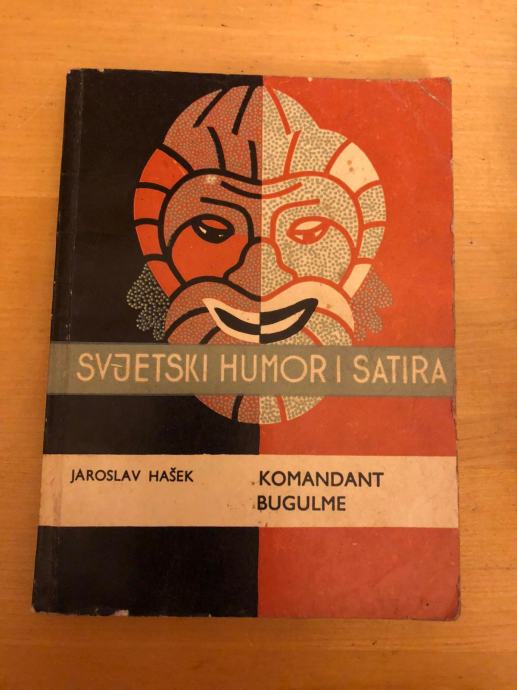 SVJETSKI HUMOR I SATIRA
JAROSLAV HAŠEK
KOMANDANT
BUGULME